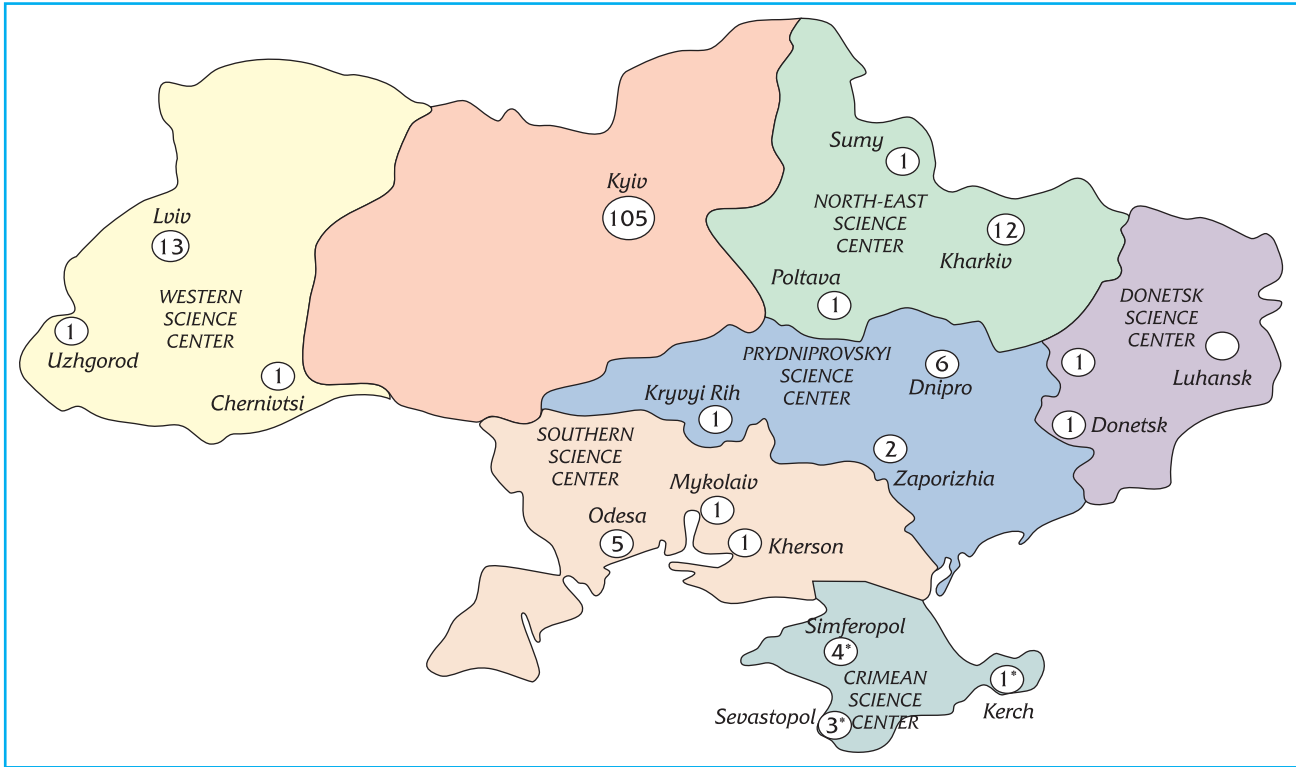 Sumy
1
Kyiv
105
NORTH-EAST
SCIENCE
CENTER
12
Kharkiv
Lviv
13
Poltava
1
WESTERN
SCIENCE
CENTER
1
Uzhgorod
1
Chernivtsi
DONETSK
SCIENCE
CENTER
Luhansk
1
1 Donetsk
PRYDNIPROVSKYI
SCIENCE
CENTER
6
Dnipro
Kryvyi Rih
1
2
Zaporizhia
SOUTHERN
SCIENCE
CENTER
Mykolaiv
1
Odesa
5
1 Kherson
Simferopol
4*
CRIMEAN
SCIENCE
CENTER
1*
Kerch
Sevastopol 3*